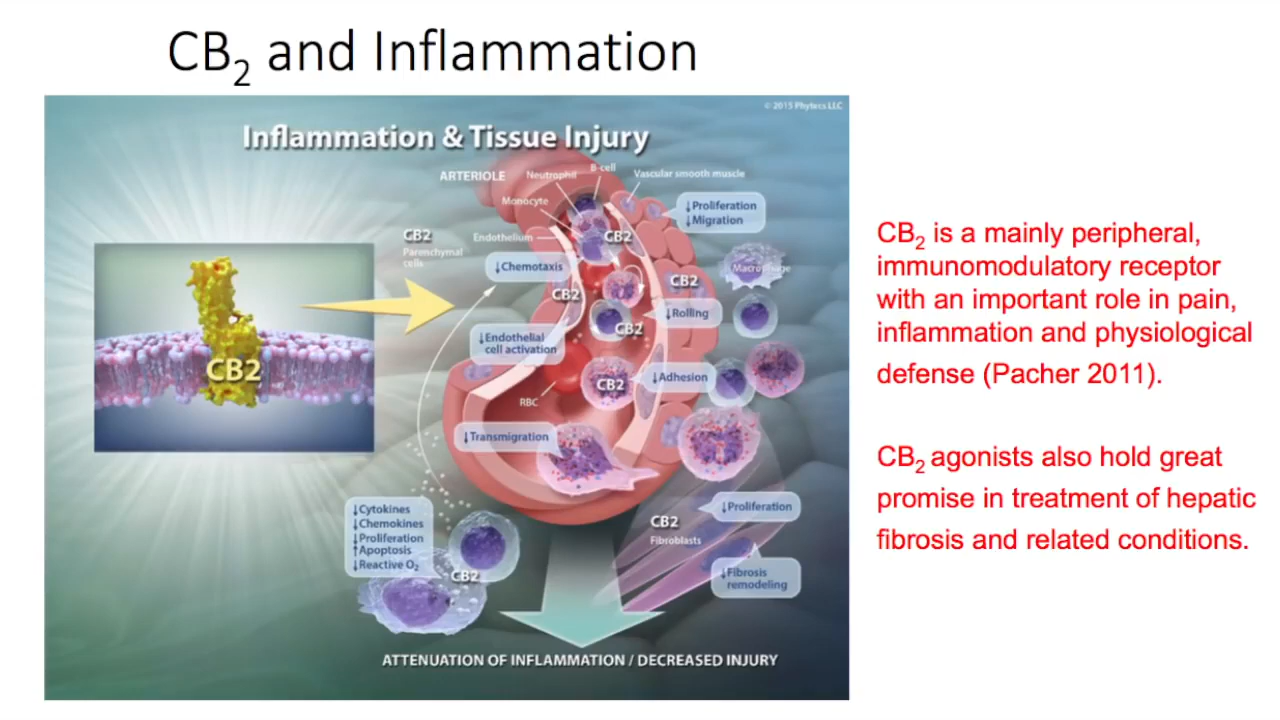 CB₂ and Inflammation
© 2015 Phytecs LLC
Inflammation & Tissue Injury
ARTERIOLE
Neutrophil
B-cell
Vascular smooth muscle
Monocyte
↓Proliferation
↓Migration
CB2
Parenchymal
cells
Endothelium
CB2
↓Chemotaxis
Macrophage
CB2
CB2
↓Rolling
CB2
↓Endothelial
cell activation
CB2
↓Adhesion
CB2
RBC
↓Transmigration
↓Cytokines
↓Chemokines
↓Proliferation
↑Apoptosis
↓Reactive O₂
CB2
↓Proliferation
CB2
Fibroblasts
↓Fibrosis
remodeling
ATTENUATION OF INFLAMMATION / DECREASED INJURY
CB₂ is a mainly peripheral,
immunomodulatory receptor
with an important role in pain,
inflammation and physiological
defense (Pacher 2011).
CB₂ agonists also hold great
promise in treatment of hepatic
fibrosis and related conditions.